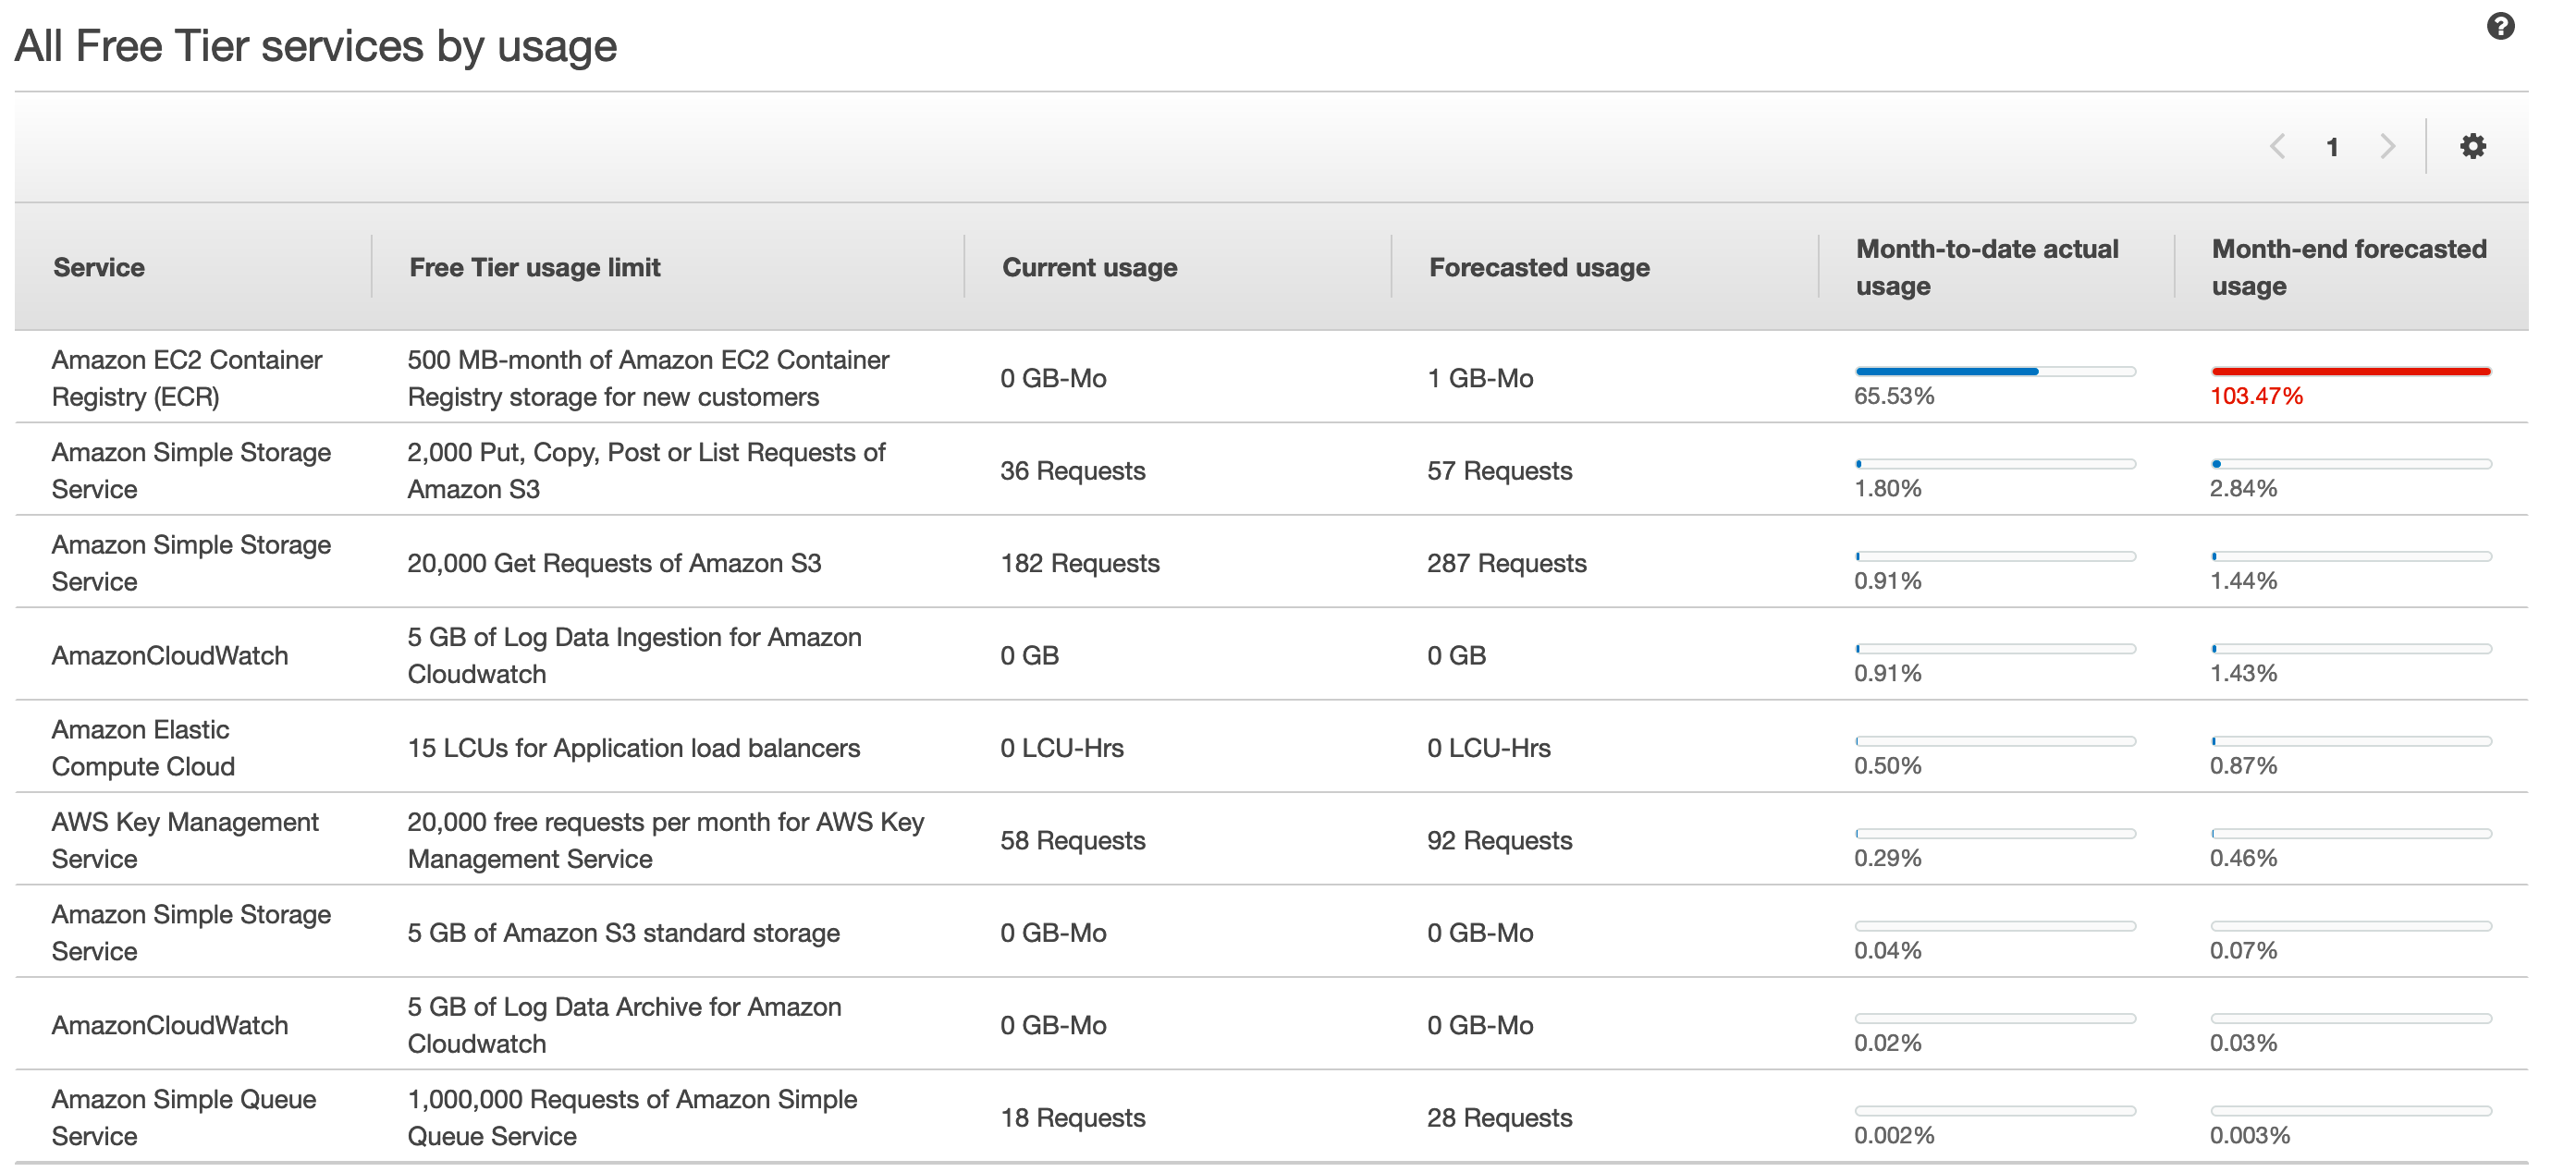 All Free Tier services by usage
1
Service
Free Tier usage limit
Current usage
Forecasted usage
Month-to-date actual
usage
Month-end forecasted
usage
Amazon EC2 Container
Registry (ECR)
500 MB-month of Amazon EC2 Container
Registry storage for new customers
0 GB-Mo
1 GB-Mo
65.53%
103.47%
Amazon Simple Storage
Service
2,000 Put, Copy, Post or List Requests of
Amazon S3
36 Requests
57 Requests
1.80%
2.84%
Amazon Simple Storage
Service
20,000 Get Requests of Amazon S3
182 Requests
287 Requests
0.91%
1.44%
AmazonCloudWatch
5 GB of Log Data Ingestion for Amazon
Cloudwatch
0 GB
0 GB
0.91%
1.43%
Amazon Elastic
Compute Cloud
15 LCUs for Application load balancers
0 LCU-Hrs
0 LCU-Hrs
0.50%
0.87%
AWS Key Management
Service
20,000 free requests per month for AWS Key
Management Service
58 Requests
92 Requests
0.29%
0.46%
Amazon Simple Storage
Service
5 GB of Amazon S3 standard storage
0 GB-Mo
0 GB-Mo
0.04%
0.07%
AmazonCloudWatch
5 GB of Log Data Archive for Amazon
Cloudwatch
0 GB-Mo
0 GB-Mo
0.02%
0.03%
Amazon Simple Queue
Service
1,000,000 Requests of Amazon Simple
Queue Service
18 Requests
28 Requests
0.002%
0.003%